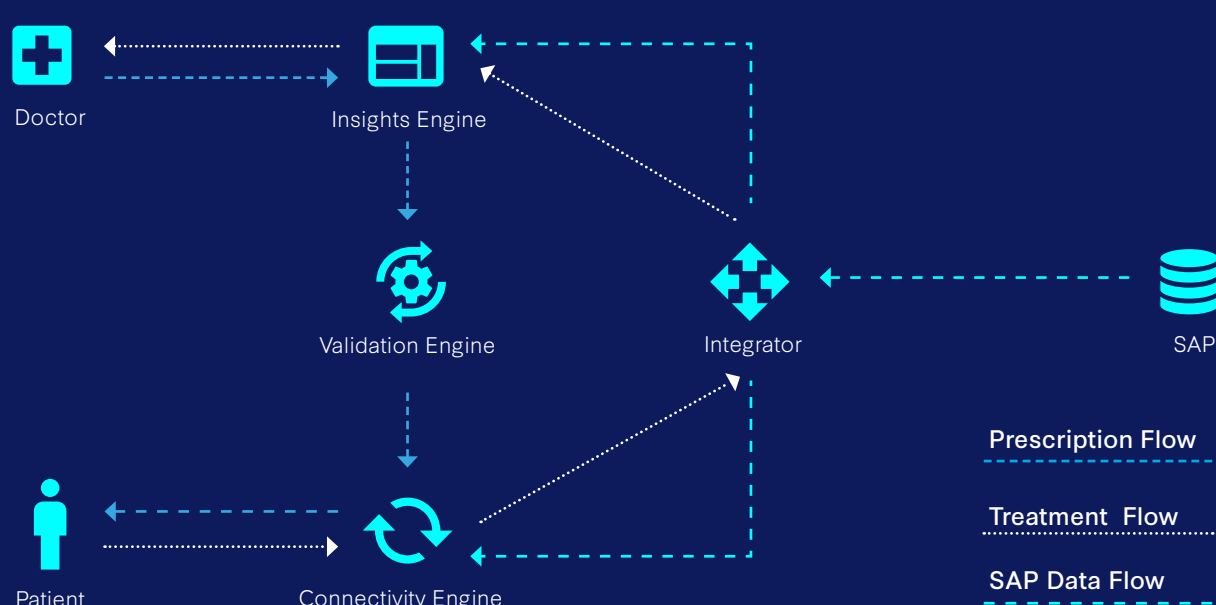 Doctor
Insights Engine
Validation Engine
Integrator
SAP
Prescription Flow
Treatment Flow
SAP Data Flow
Patient
Connectivity Engine